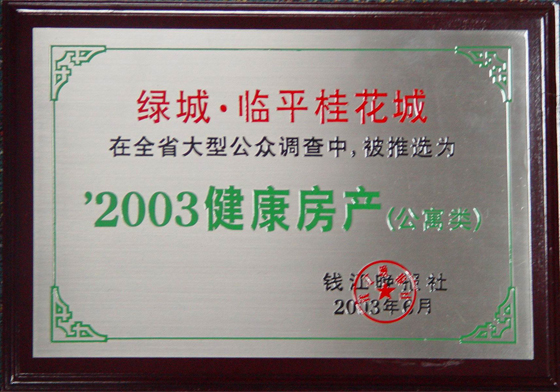 绿城·临平桂花城
在全省大型公众调查中,被推选为
'2003健康房产(公寓类)
钱江晚报社
2003年6月